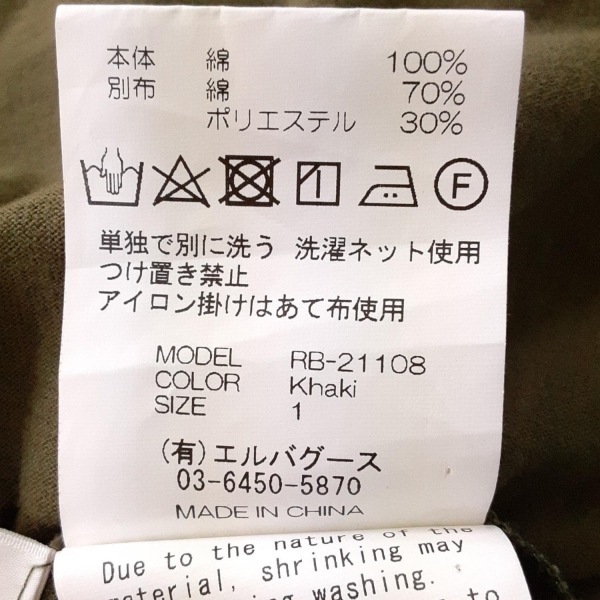 本体 綿 100%
別布 綿 70%
ポリエステル 30%
F
単独で別に洗う 洗濯ネット使用
つけ置き禁止
アイロン掛けはあて布使用
MODEL RB-21108
COLOR Khaki
SIZE 1
(有)エルバグース
03-6450-5870
MADE IN CHINA
Due to the nature of the
material, shrinking may
washing.
to